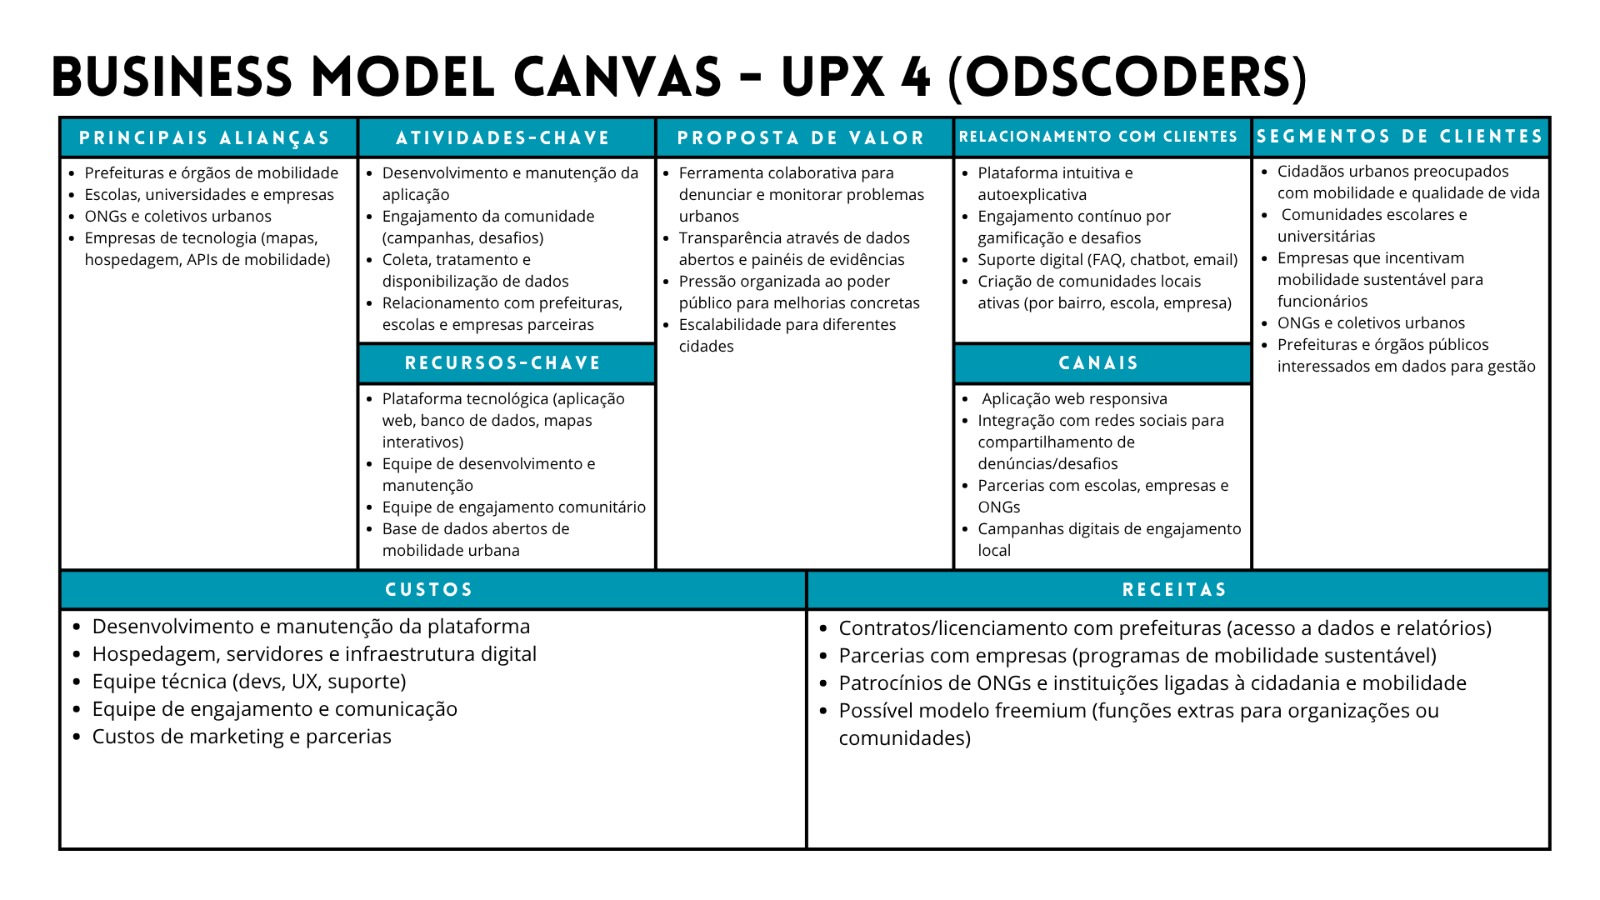 BUSINESS MODEL CANVAS - UPX 4 (ODSCODERS)
PRINCIPAIS ALIANÇAS
• Prefeituras e órgãos de mobilidade
• Escolas, universidades e empresas
• ONGs e coletivos urbanos
• Empresas de tecnologia (mapas,
hospedagem, APIs de mobilidade)
ATIVIDADES-CHAVE
• Desenvolvimento e manutenção da
aplicação
• Engajamento da comunidade
(campanhas, desafios)
• Coleta, tratamento e
disponibilização de dados
• Relacionamento com prefeituras,
escolas e empresas parceiras
RECURSOS-CHAVE
• Plataforma tecnológica (aplicação
web, banco de dados, mapas
interativos)
• Equipe de desenvolvimento e
manutenção
• Equipe de engajamento comunitário
• Base de dados abertos de
mobilidade urbana
PROPOSTA DE VALOR
• Ferramenta colaborativa para
denunciar e monitorar problemas
urbanos
• Transparência através de dados
abertos e painéis de evidências
• Pressão organizada ao poder
público para melhorias concretas
• Escalabilidade para diferentes
cidades
RELACIONAMENTO COM CLIENTES
• Plataforma intuitiva e
autoexplicativa
• Engajamento contínuo por
gamificação e desafios
• Suporte digital (FAQ, chatbot, email)
• Criação de comunidades locais
ativas (por bairro, escola, empresa)
CANAIS
• Aplicação web responsiva
• Integração com redes sociais para
compartilhamento de
denúncias/desafios
• Parcerias com escolas, empresas e
ONGs
• Campanhas digitais de engajamento
local
SEGMENTOS DE CLIENTES
• Cidadãos urbanos preocupados
com mobilidade e qualidade de vida
• Comunidades escolares e
universitárias
• Empresas que incentivam
mobilidade sustentável para
funcionários
• ONGs e coletivos urbanos
• Prefeituras e órgãos públicos
interessados em dados para gestão
CUSTOS
• Desenvolvimento e manutenção da plataforma
• Hospedagem, servidores e infraestrutura digital
• Equipe técnica (devs, UX, suporte)
• Equipe de engajamento e comunicação
• Custos de marketing e parcerias
RECEITAS
• Contratos/licenciamento com prefeituras (acesso a dados e relatórios)
• Parcerias com empresas (programas de mobilidade sustentável)
• Patrocínios de ONGs e instituições ligadas à cidadania e mobilidade
• Possível modelo freemium (funções extras para organizações ou
comunidades)